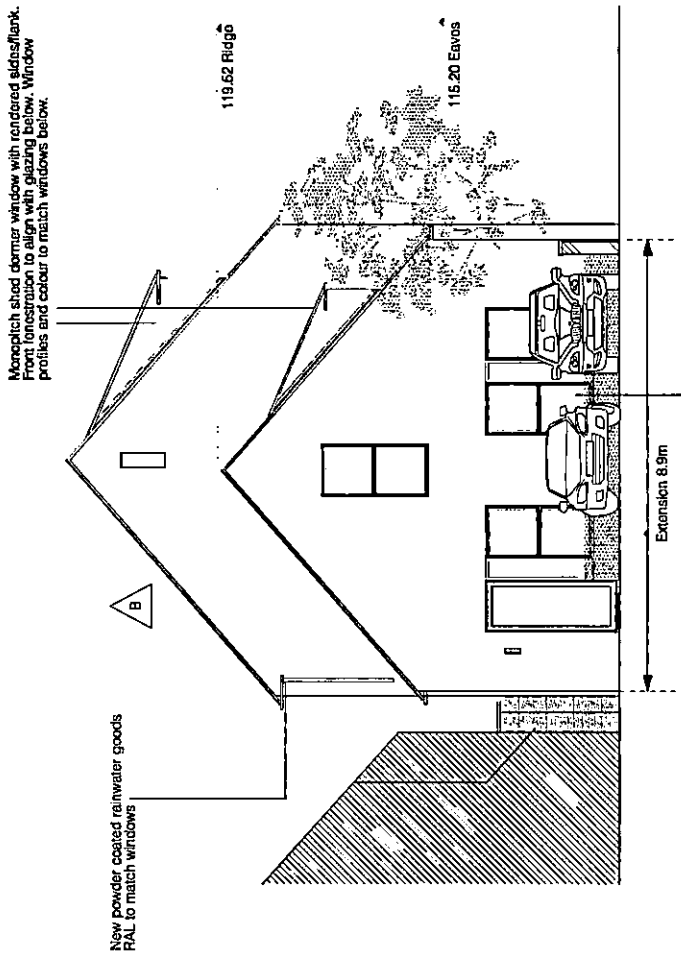 Monopitch shed dormer window with rendered sides/flank.
Front fenestration to align with glazing below. Window
profiles and colour to match windows below.
119.62 Ridge
115.20 Eaves
B
New powder coated rainwater goods
RAL to match windows
Extension 8.9m